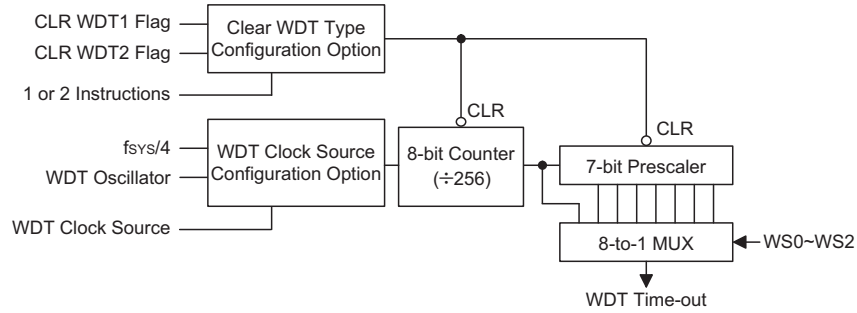 CLR WDT1 Flag
CLR WDT2 Flag
1 or 2 Instructions
Clear WDT Type
Configuration Option
CLR
CLR
fSYS/4
WDT Oscillator
WDT Clock Source
WDT Clock Source
Configuration Option
8-bit Counter
(÷256)
7-bit Prescaler
8-to-1 MUX
WS0~WS2
WDT Time-out